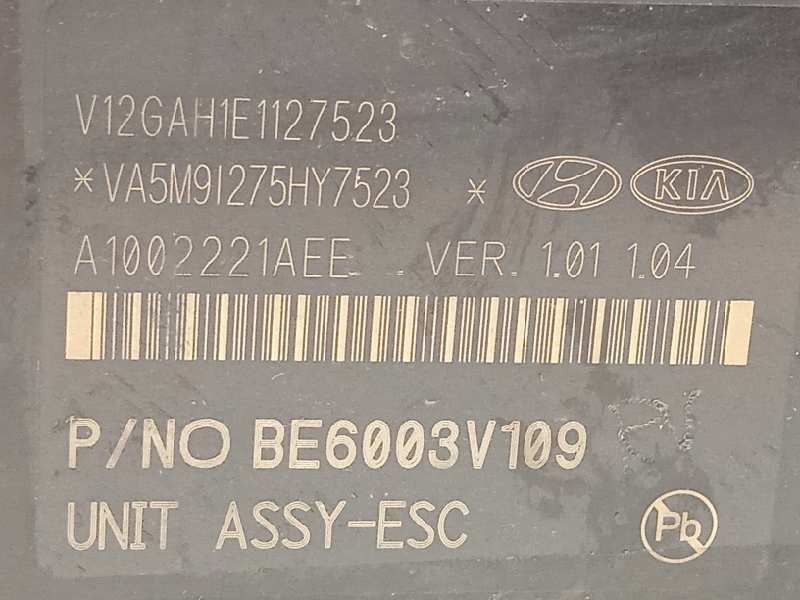 V12GAH1E1127523
*VA5M9I275HY7523 * KIA
A1002221AEE VER. 1.01 1.04
P/NO BE6003V109
UNIT ASSY-ESC Pb